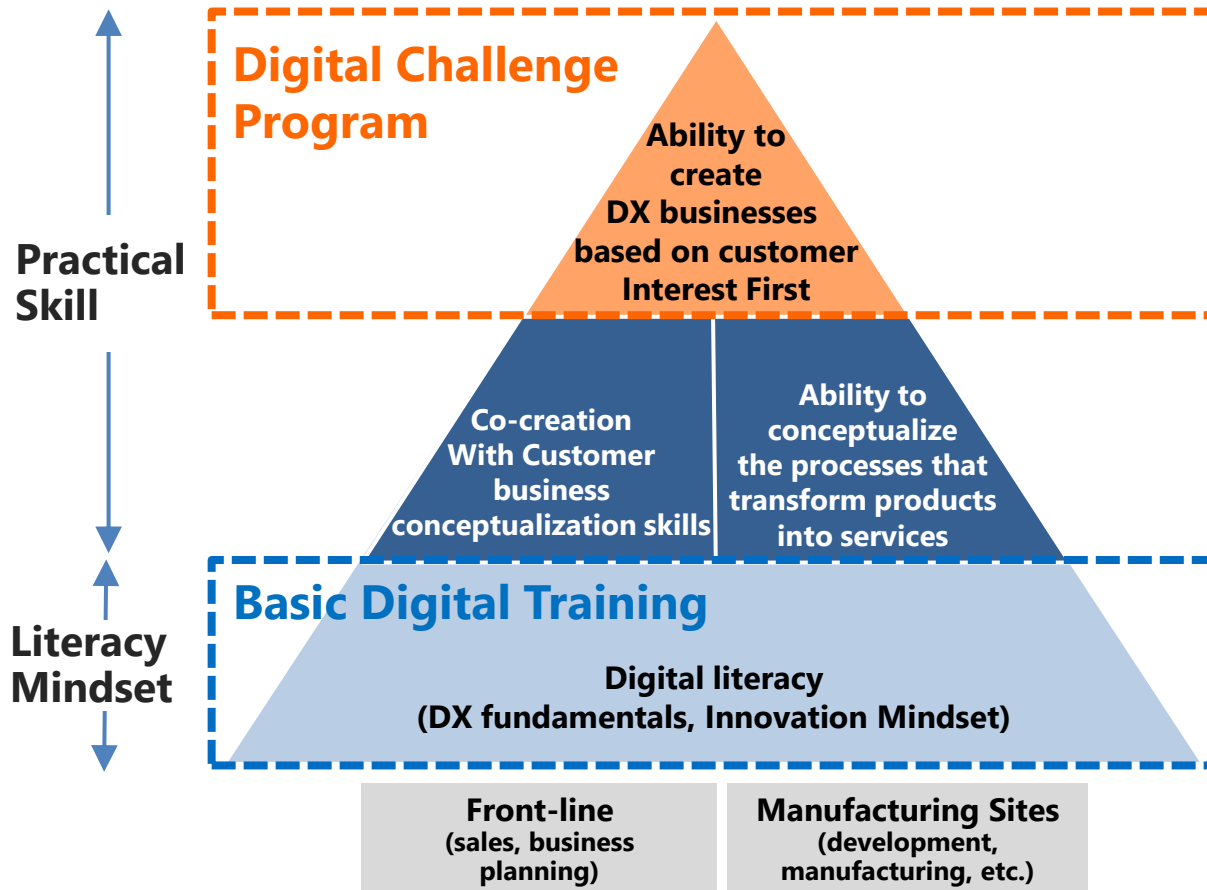 Digital Challenge
Program
Ability to
create
DX businesses
based on customer
Interest First
Practical
Skill
Co-creation
With Customer
business
conceptualization skills
Ability to
conceptualize
the processes that
transform products
into services
Basic Digital Training
Literacy
Mindset
Digital literacy
(DX fundamentals, Innovation Mindset)
Front-line
(sales, business
planning)
Manufacturing Sites
(development,
manufacturing, etc.)